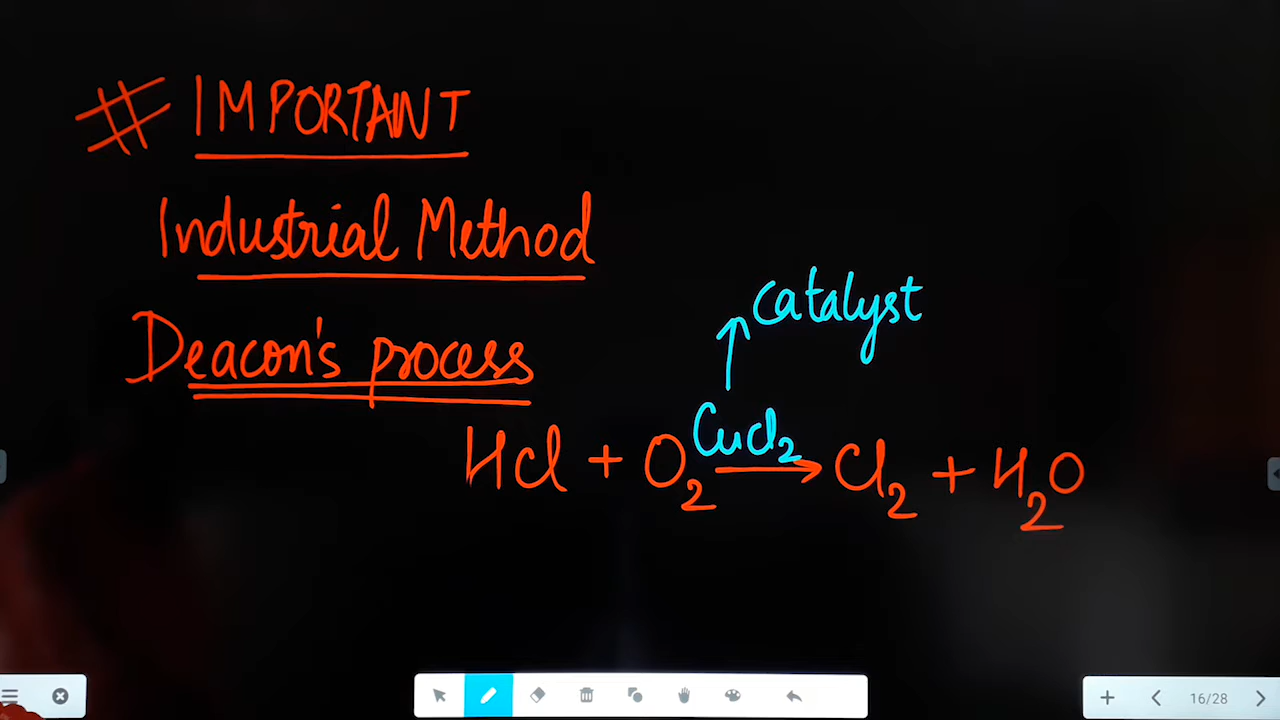 # IMPORTANT
Industrial Method
Deacon's process
catalyst
CuCl2
HCl + O2 → Cl2 + H2O
16/28